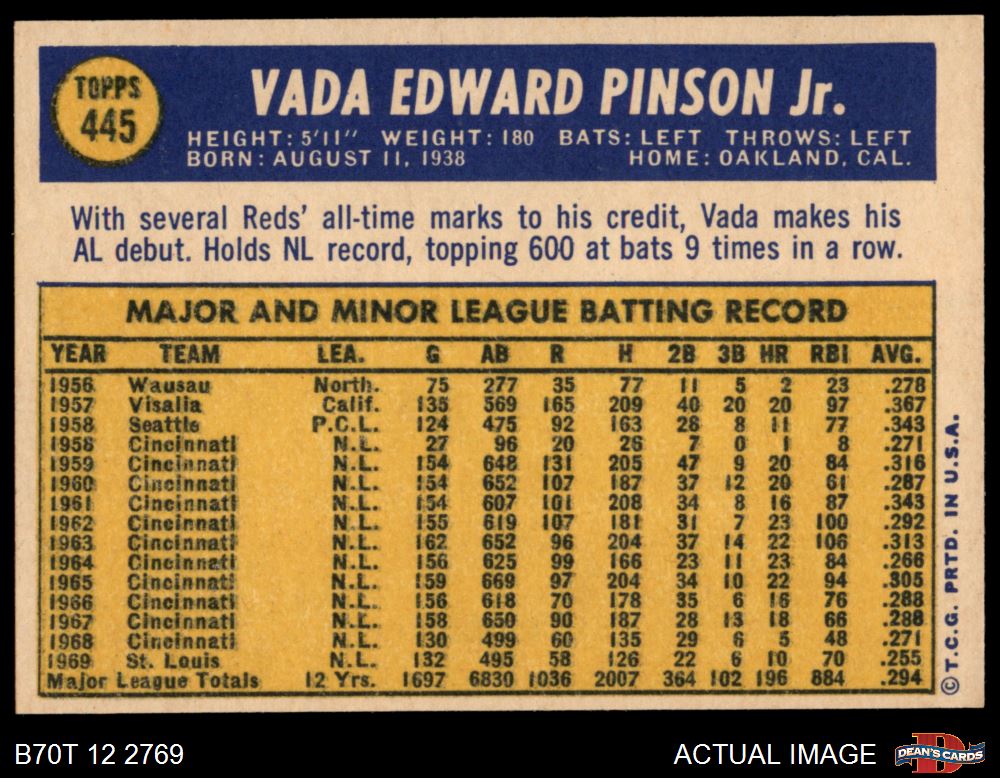 TOPPS
445
VADA EDWARD PINSON Jr.
HEIGHT: 5'11" WEIGHT: 180 BATS: LEFT THROWS: LEFT
BORN: AUGUST 11, 1938 HOME: OAKLAND, CAL.
With several Reds' all-time marks to his credit, Vada makes his
AL debut. Holds NL record, topping 600 at bats 9 times in a row.
MAJOR AND MINOR LEAGUE BATTING RECORD
YEAR TEAM LEA. G AB R H 2B 3B HR RBI AVG.
1956 Wausau North. 75 277 35 77 11 5 2 23 .278
1957 Visalia Calif. 135 569 165 209 40 20 20 97 .367
1958 Seattle P.C.L. 124 475 92 163 28 8 11 77 .343
1958 Cincinnati N.L. 27 96 20 26 7 0 1 8 .271
1959 Cincinnati N.L. 154 648 131 205 47 9 20 84 .316
1960 Cincinnati N.L. 154 652 107 187 37 12 20 61 .287
1961 Cincinnati N.L. 154 607 101 208 34 8 16 87 .343
1962 Cincinnati N.L. 155 619 107 181 31 7 23 100 .292
1963 Cincinnati N.L. 162 652 96 204 37 14 22 106 .313
1964 Cincinnati N.L. 156 625 99 166 23 11 23 84 .266
1965 Cincinnati N.L. 159 669 97 204 34 10 22 94 .305
1966 Cincinnati N.L. 156 618 70 178 35 6 16 76 .288
1967 Cincinnati N.L. 158 650 90 187 28 13 18 66 .288
1968 Cincinnati N.L. 130 499 60 135 29 6 5 48 .271
1969 St. Louis N.L. 132 495 58 126 22 6 10 70 .255
Major League Totals 12 Yrs. 1697 6830 1036 2007 364 102 196 884 .294
© T.C.G. PRTD. IN U.S.A.
B70T 12 2769
ACTUAL IMAGE
DEAN'S CARDS